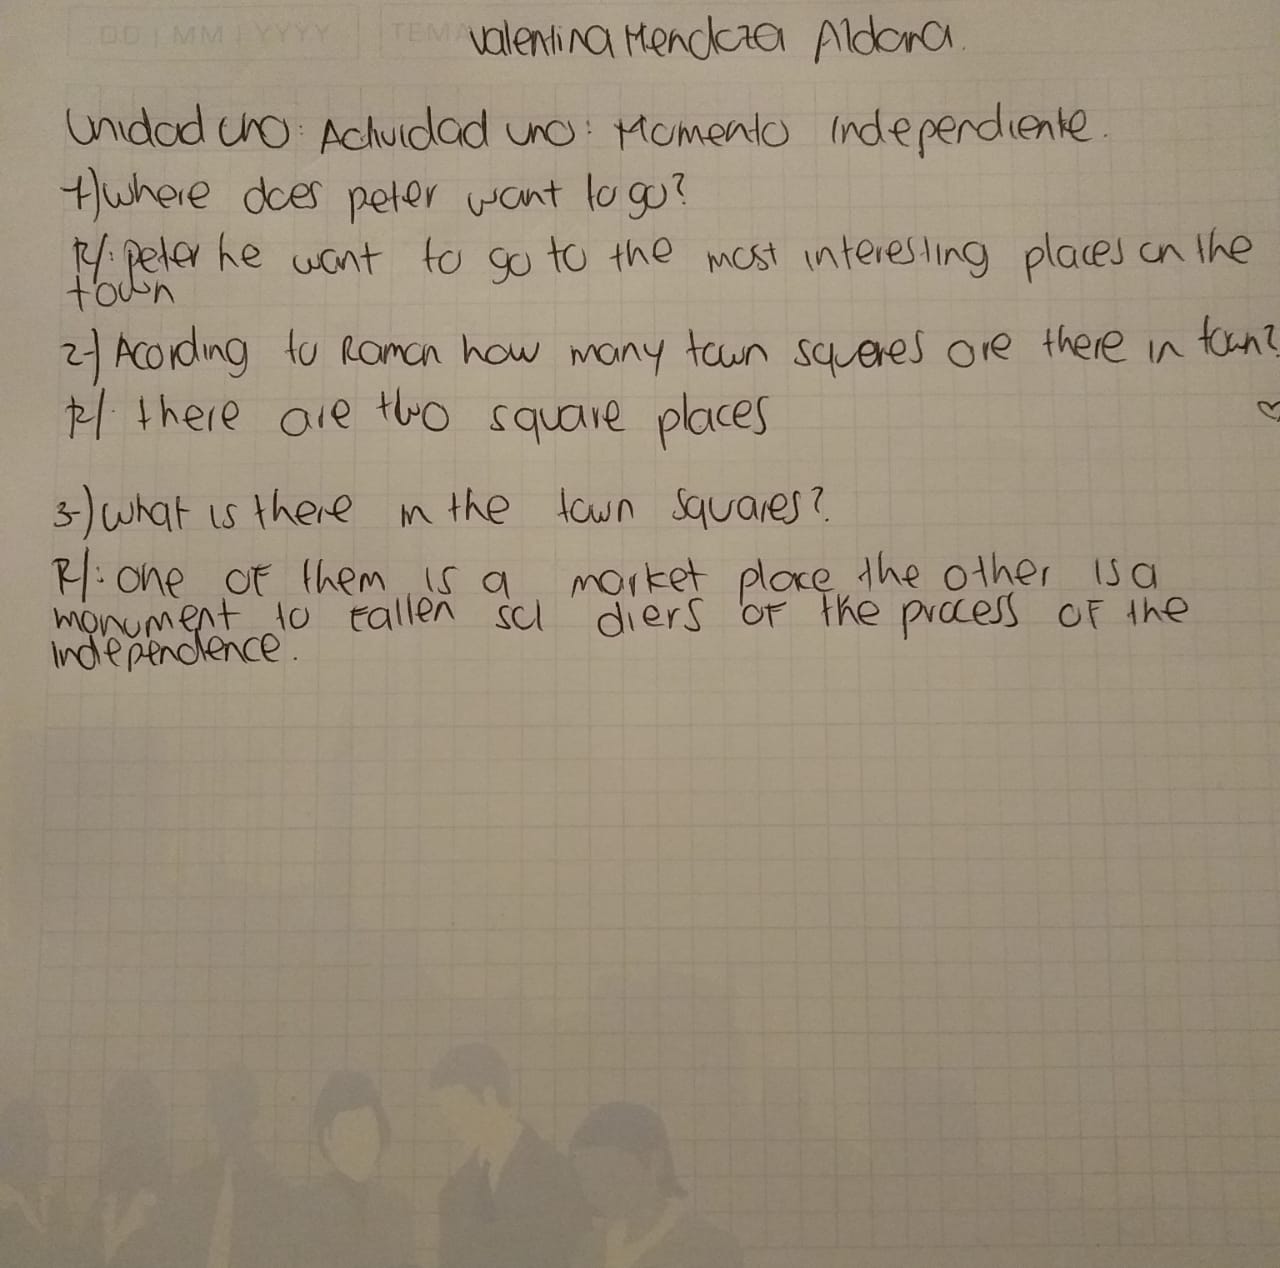 DD | MM | YYYY TEMA
Valentina Mendoza Aldana.
Unidad uno: Actividad uno: Momento independiente.
1) where does peter want to go?
R/: peter he want to go to the most interesting places on the
town
2-) Acording to Ramon how many town squeres are there in town?
R/. there are two square places
3-) what is there in the town squares?
R/: one of them is a market place the other is a
monument to fallen sol diers of the process of the
independence.